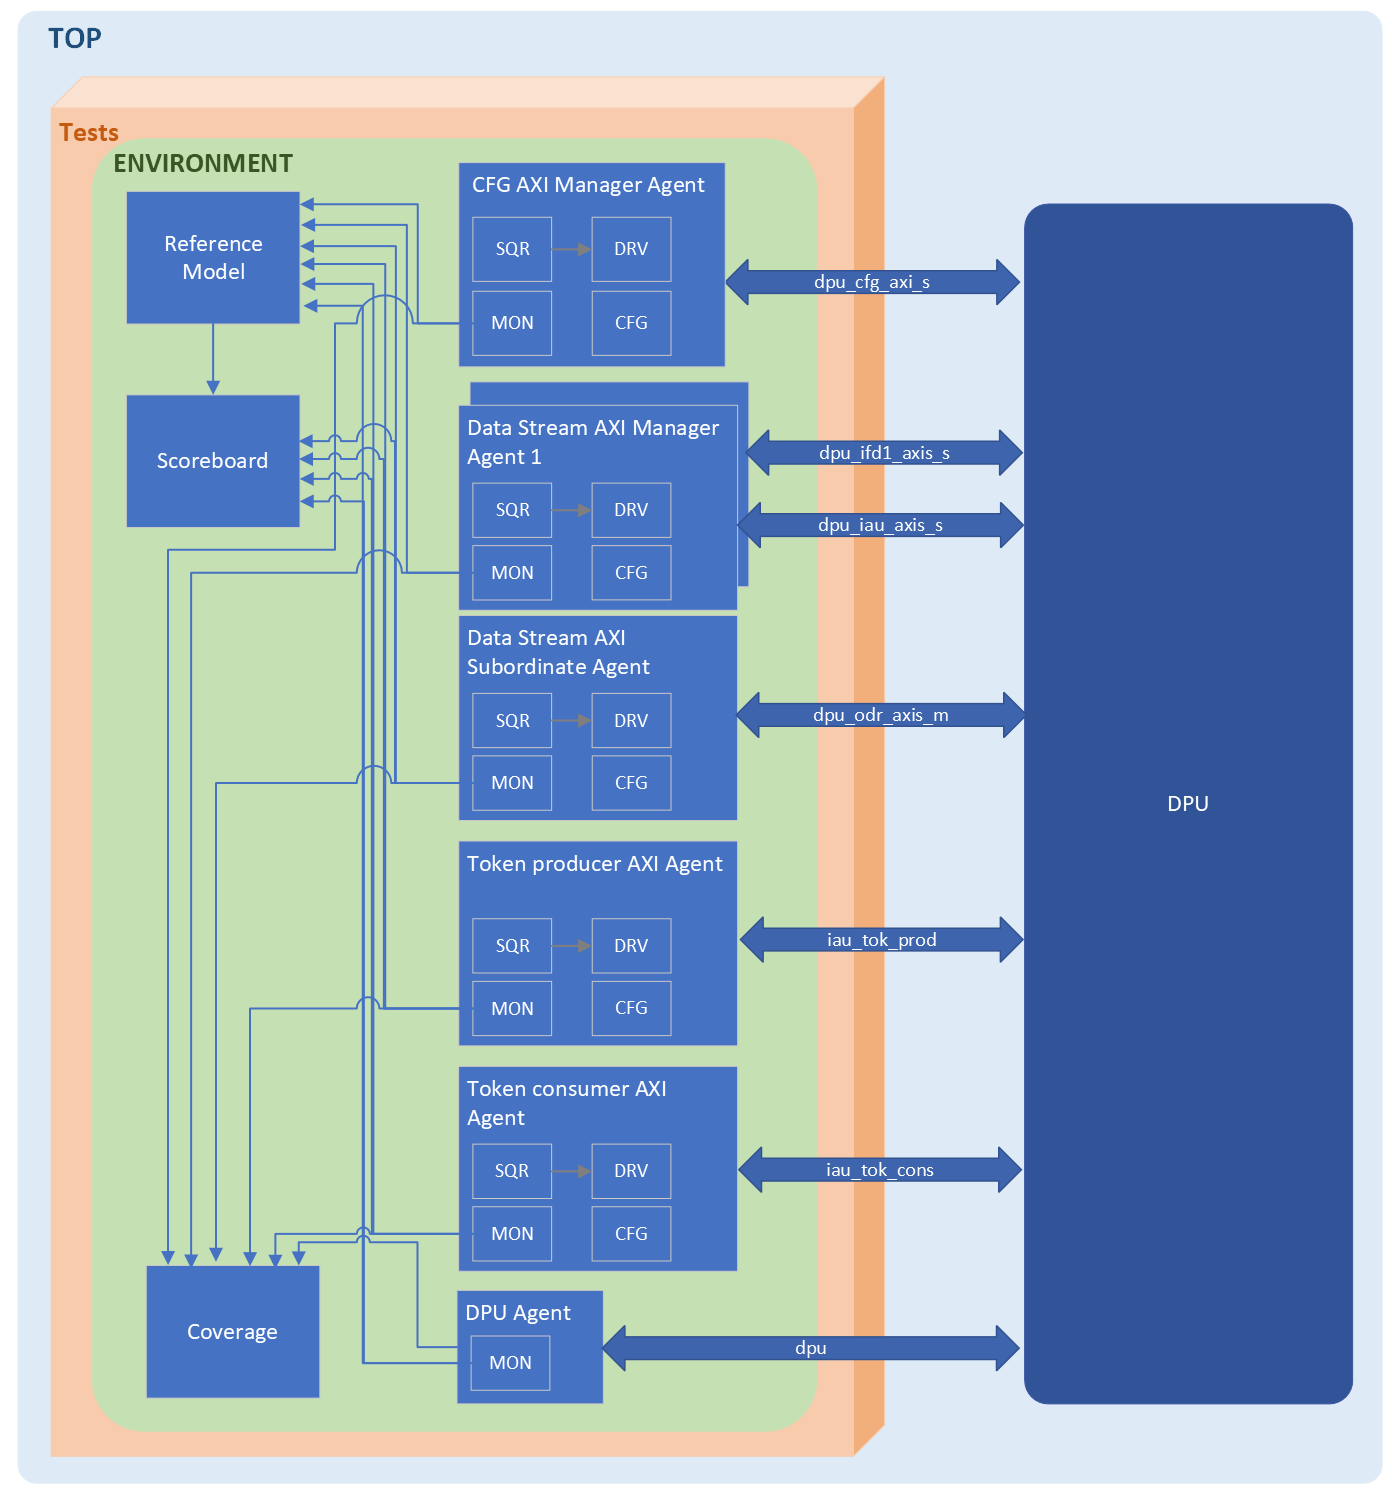 TOP
Tests
ENVIRONMENT
Reference
Model
Scoreboard
Coverage
CFG AXI Manager Agent
SQR
DRV
MON
CFG
dpu_cfg_axi_s
Data Stream AXI Manager
Agent 1
SQR
DRV
MON
CFG
dpu_ifd1_axis_s
dpu_iau_axis_s
Data Stream AXI
Subordinate Agent
SQR
DRV
MON
CFG
dpu_odr_axis_m
Token producer AXI Agent
SQR
DRV
MON
CFG
iau_tok_prod
Token consumer AXI
Agent
SQR
DRV
MON
CFG
iau_tok_cons
DPU Agent
MON
dpu
DPU